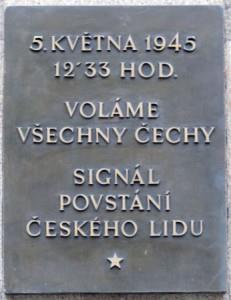 5. KVĚTNA 1945
12´33 HOD.
VOLÁME
VŠECHNY ČECHY
SIGNÁL
POVSTÁNÍ
ČESKÉHO LIDU